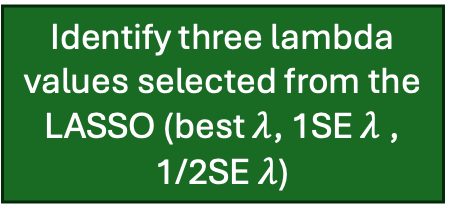 Identify three lambda
values selected from the
LASSO (best 𝜆, 1SE 𝜆 ,
1/2SE 𝜆)